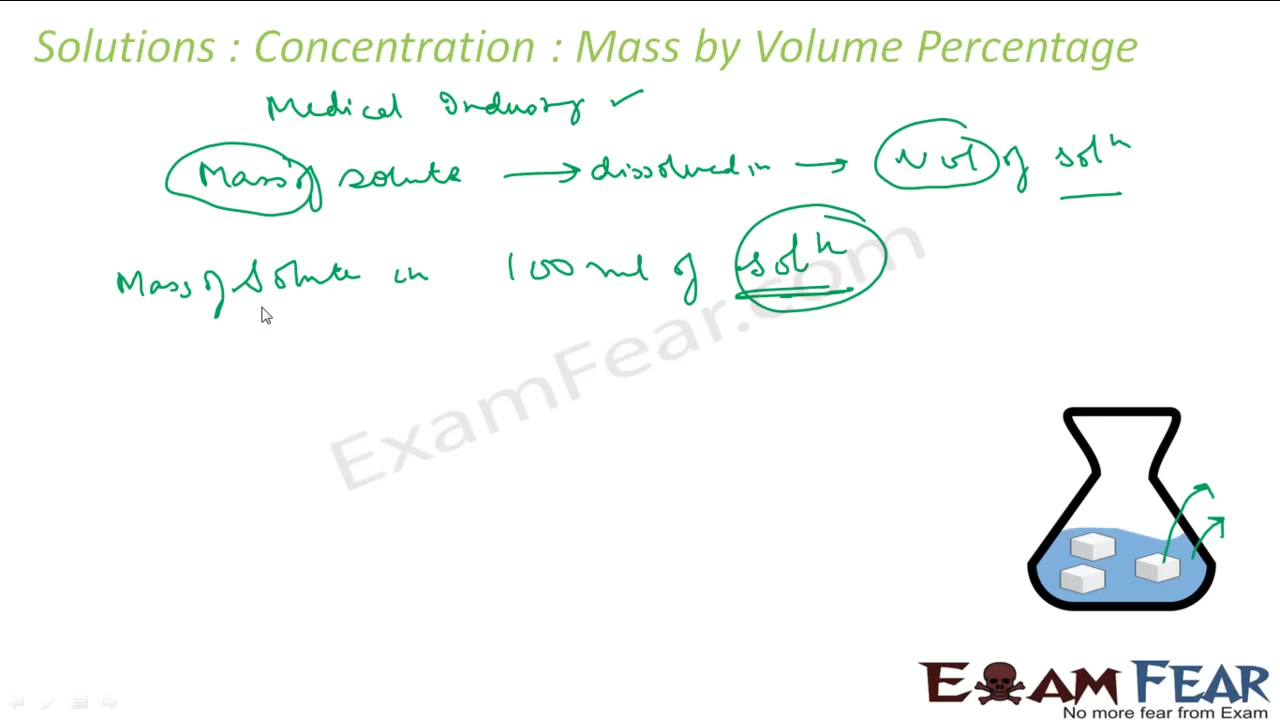 Solutions : Concentration : Mass by Volume Percentage
Medical Industry ✓
Mass of solute → dissolved in → Vol of solⁿ
Mass of Solute in 100 ml of solⁿ
ExamFear.com
EXAM FEAR
No more fear from Exam